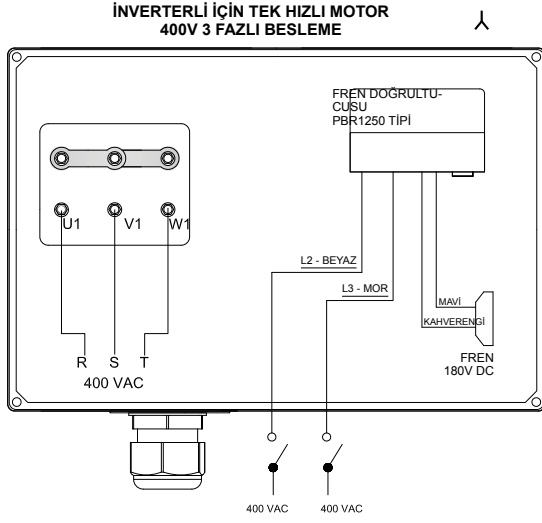 İNVERTERLİ İÇİN TEK HIZLI MOTOR
400V 3 FAZLI BESLEME
FREN DOĞRULTU-
CUSU
PBR1250 TİPİ
U1
V1
W1
L2 - BEYAZ
L3 - MOR
MAVİ
KAHVERENGİ
R
S
T
400 VAC
FREN
180V DC
400 VAC
400 VAC